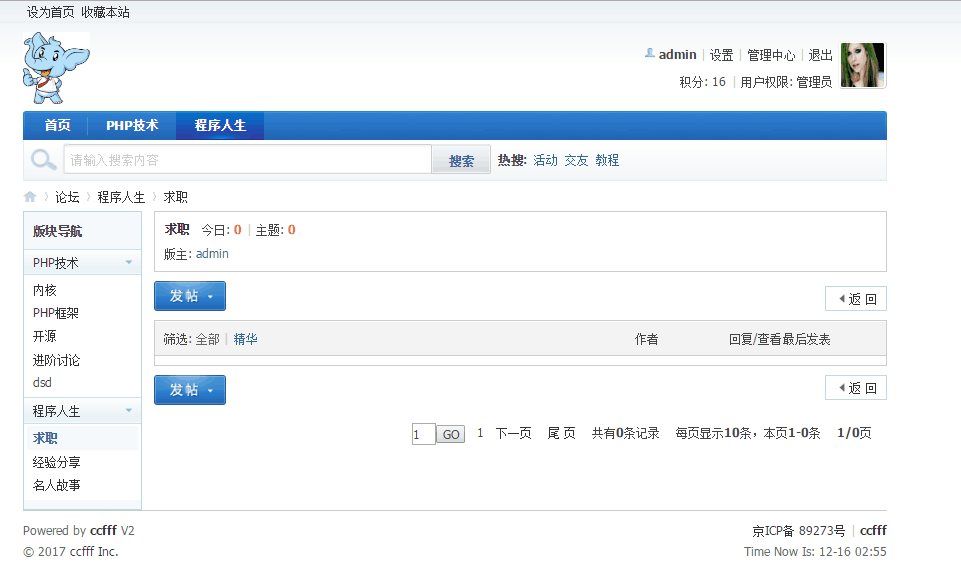 设为首页 收藏本站
admin | 设置 | 管理中心 | 退出
积分: 16 | 用户权限: 管理员
首页 PHP技术 程序人生
请输入搜索内容 搜索 热搜: 活动 交友 教程
论坛 程序人生 求职
版块导航
PHP技术
内核
PHP框架
开源
进阶讨论
dsd
程序人生
求职
经验分享
名人故事
求职 今日: 0 | 主题: 0
版主: admin
发帖 返 回
筛选: 全部 | 精华 作者 回复/查看最后发表
发帖 返 回
1 GO 1 下一页 尾 页 共有0条记录 每页显示10条，本页1-0条 1/0页
Powered by ccfff V2
© 2017 ccfff Inc.
京ICP备 89273号 | ccfff
Time Now Is: 12-16 02:55